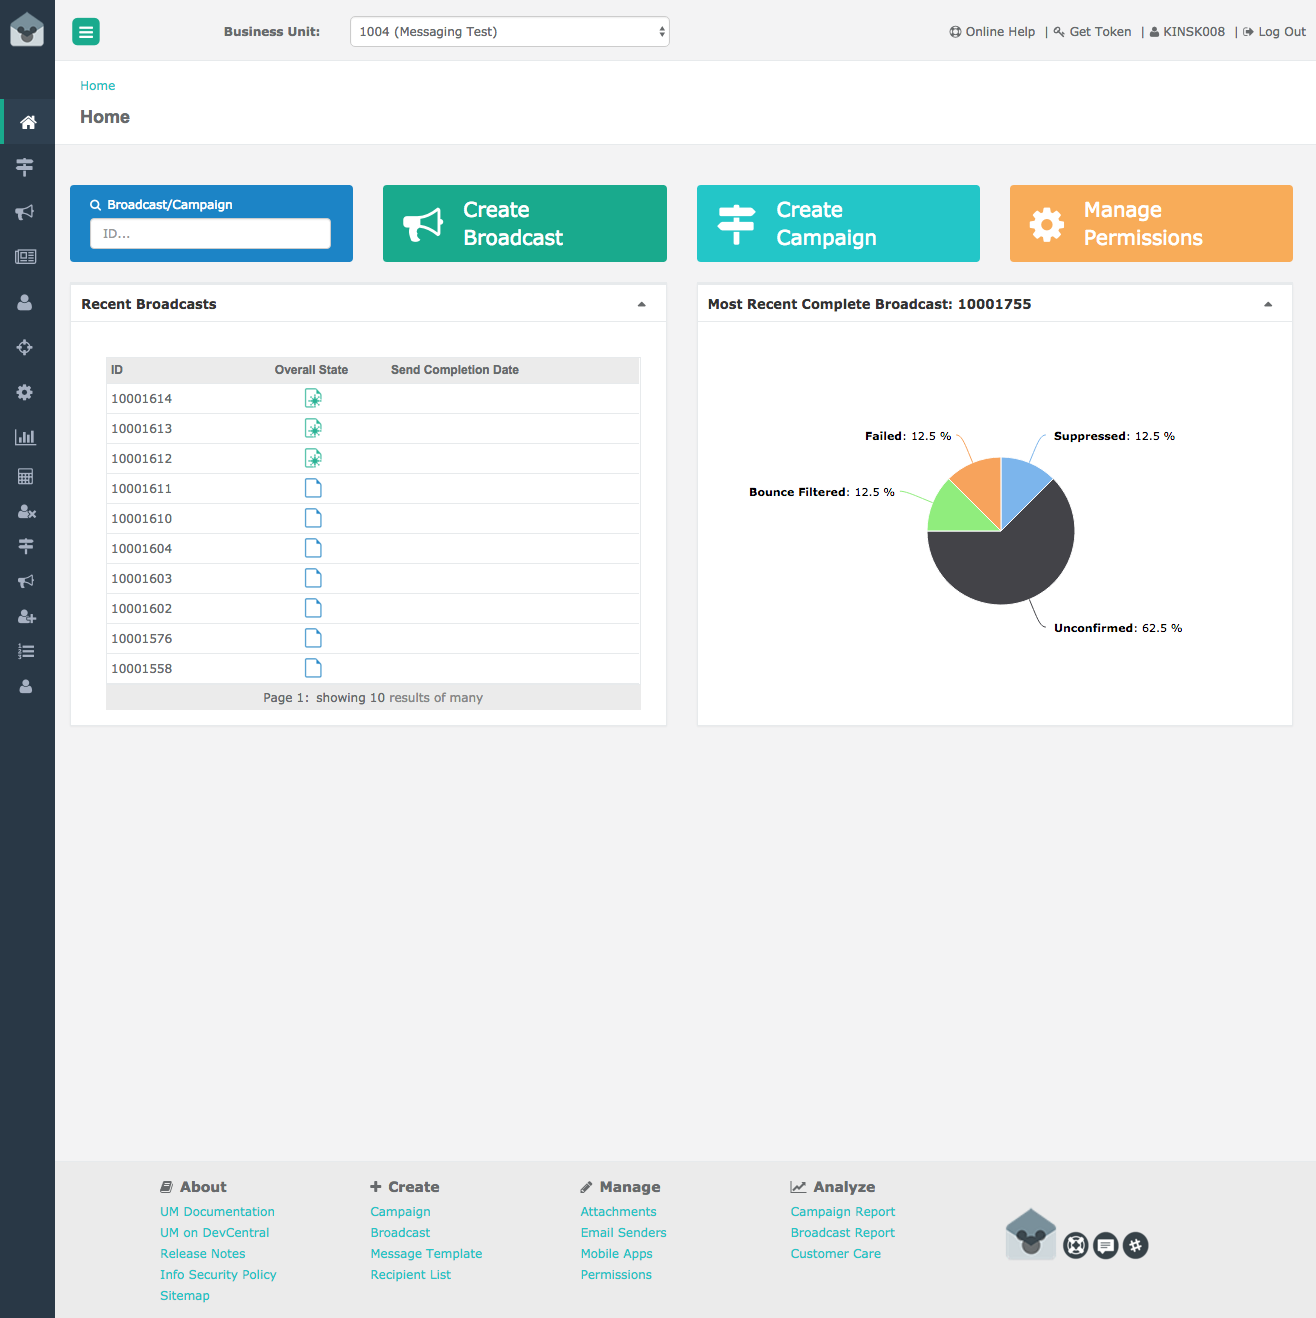 Business Unit:
1004 (Messaging Test)
Online Help | Get Token | KINSK008 | Log Out
Home
Home
Broadcast/Campaign
ID...
Create
Broadcast
Create
Campaign
Manage
Permissions
Recent Broadcasts
ID Overall State Send Completion Date
10001614
10001613
10001612
10001611
10001610
10001604
10001603
10001602
10001576
10001558
Page 1: showing 10 results of many
Most Recent Complete Broadcast: 10001755
Failed: 12.5 %
Suppressed: 12.5 %
Bounce Filtered: 12.5 %
Unconfirmed: 62.5 %
About
UM Documentation
UM on DevCentral
Release Notes
Info Security Policy
Sitemap
Create
Campaign
Broadcast
Message Template
Recipient List
Manage
Attachments
Email Senders
Mobile Apps
Permissions
Analyze
Campaign Report
Broadcast Report
Customer Care